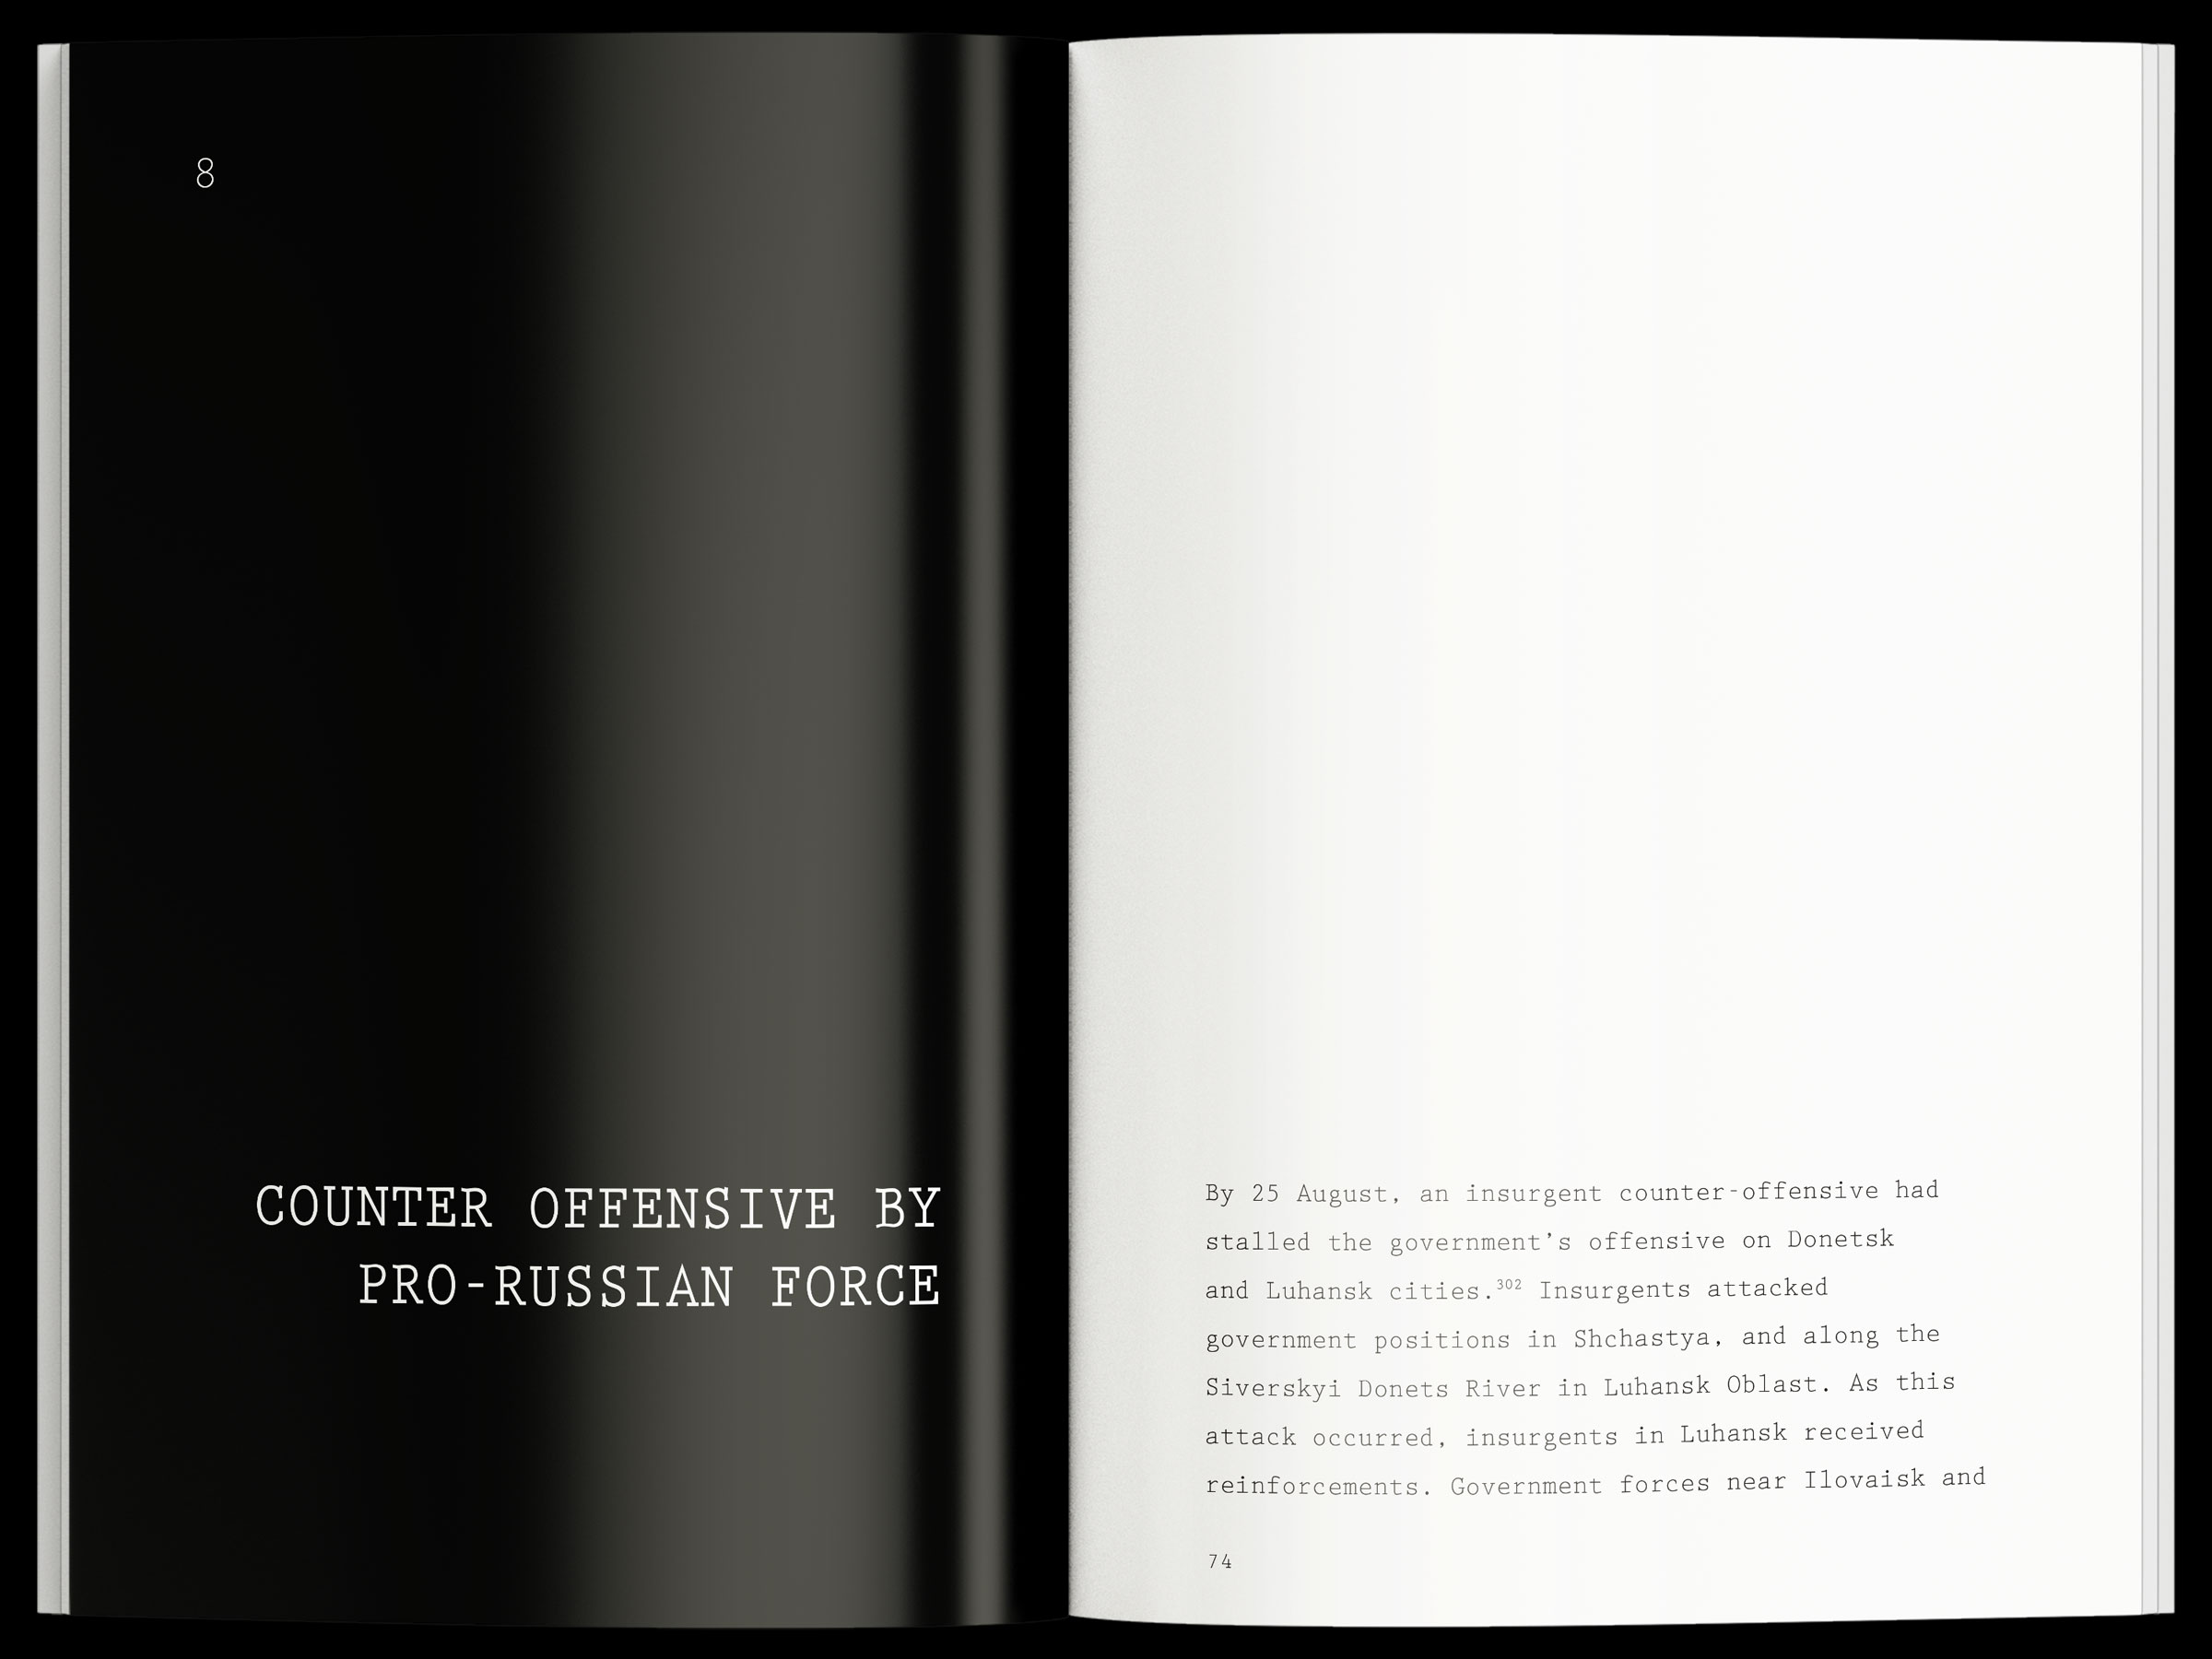 8
COUNTER OFFENSIVE BY
PRO-RUSSIAN FORCE
By 25 August, an insurgent counter-offensive had
stalled the government’s offensive on Donetsk
and Luhansk cities.302 Insurgents attacked
government positions in Shchastya, and along the
Siverskyi Donets River in Luhansk Oblast. As this
attack occurred, insurgents in Luhansk received
reinforcements. Government forces near Ilovaisk and
74